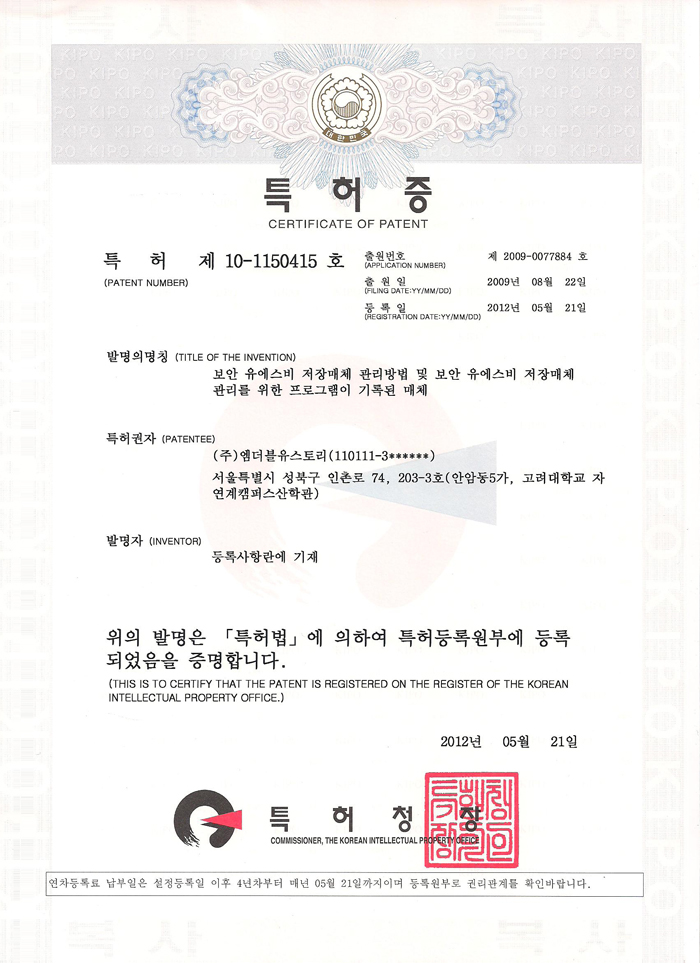 대한민국
특허증
CERTIFICATE OF PATENT
특 허 제 10-1150415 호
(PATENT NUMBER)
출원번호 제 2009-0077884 호
(APPLICATION NUMBER)
출 원 일 2009년 08월 22일
(FILING DATE:YY/MM/DD)
등 록 일 2012년 05월 21일
(REGISTRATION DATE:YY/MM/DD)
발명의명칭 (TITLE OF THE INVENTION)
보안 유에스비 저장매체 관리방법 및 보안 유에스비 저장매체
관리를 위한 프로그램이 기록된 매체
특허권자 (PATENTEE)
(주)엠더블유스토리(110111-3******)
서울특별시 성북구 인촌로 74, 203-3호(안암동5가, 고려대학교 자
연계캠퍼스산학관)
발명자 (INVENTOR)
등록사항란에 기재
위의 발명은 「특허법」에 의하여 특허등록원부에 등록
되었음을 증명합니다.
(THIS IS TO CERTIFY THAT THE PATENT IS REGISTERED ON THE REGISTER OF THE KOREAN
INTELLECTUAL PROPERTY OFFICE.)
2012년 05월 21일
특 허 청 장
COMMISSIONER, THE KOREAN INTELLECTUAL PROPERTY OFFICE
연차등록료 납부일은 설정등록일 이후 4년차부터 매년 05월 21일까지이며 등록원부로 권리관계를 확인바랍니다.